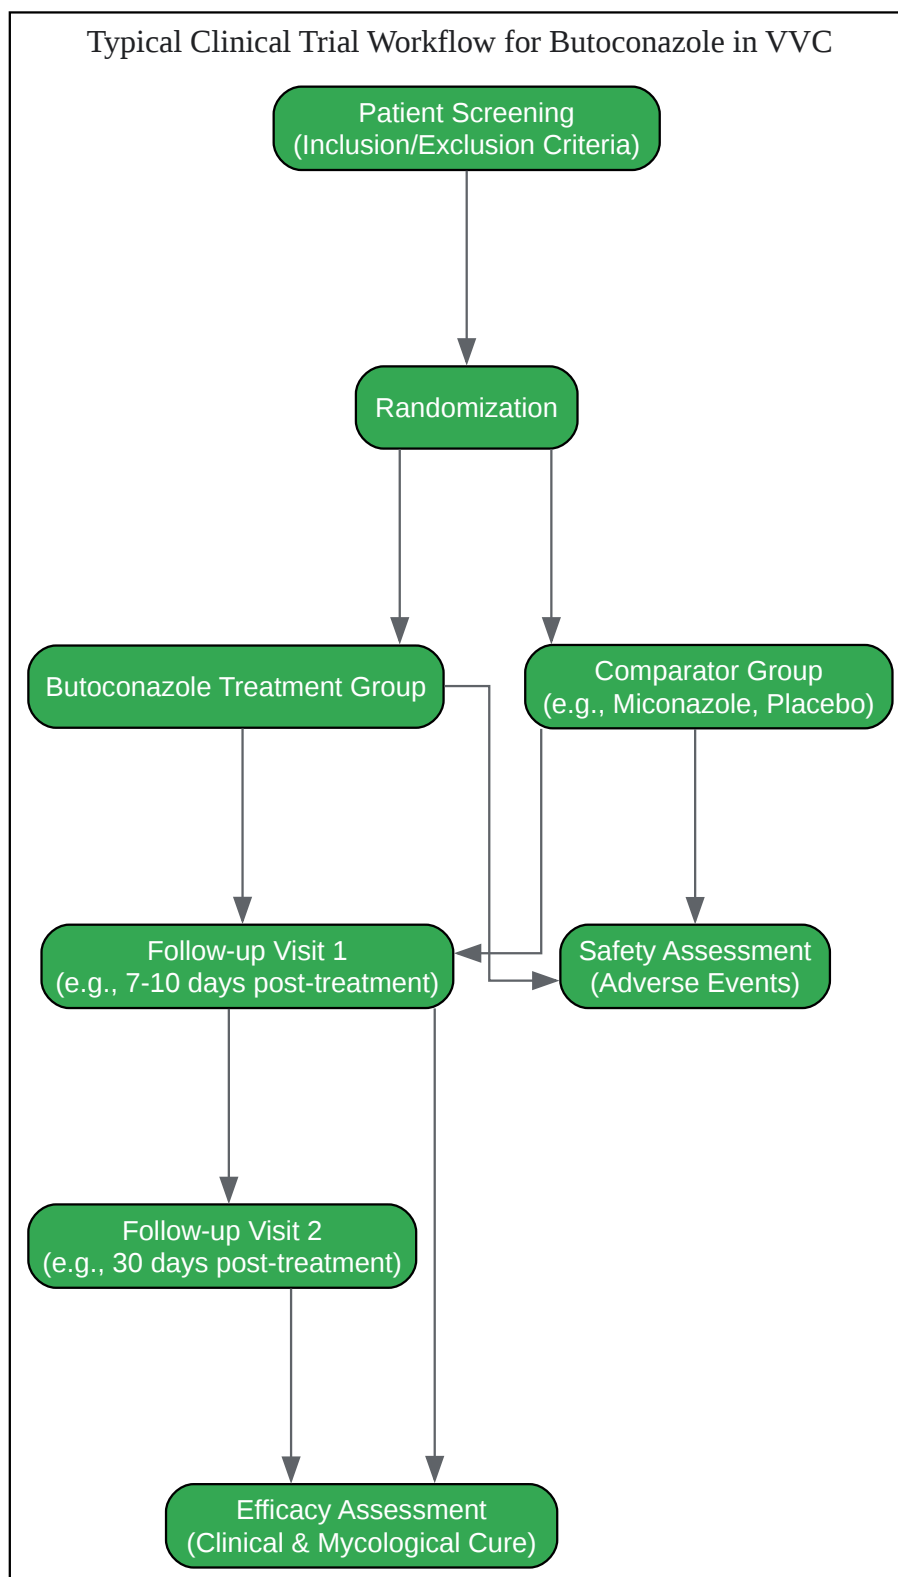 Typical Clinical Trial Workflow for Butoconazole in VVC
Patient Screening
(Inclusion/Exclusion Criteria)
Randomization
Butoconazole Treatment Group
Comparator Group
(e.g., Miconazole, Placebo)
Follow-up Visit 1
(e.g., 7-10 days post-treatment)
Safety Assessment
(Adverse Events)
Follow-up Visit 2
(e.g., 30 days post-treatment)
Efficacy Assessment
(Clinical & Mycological Cure)